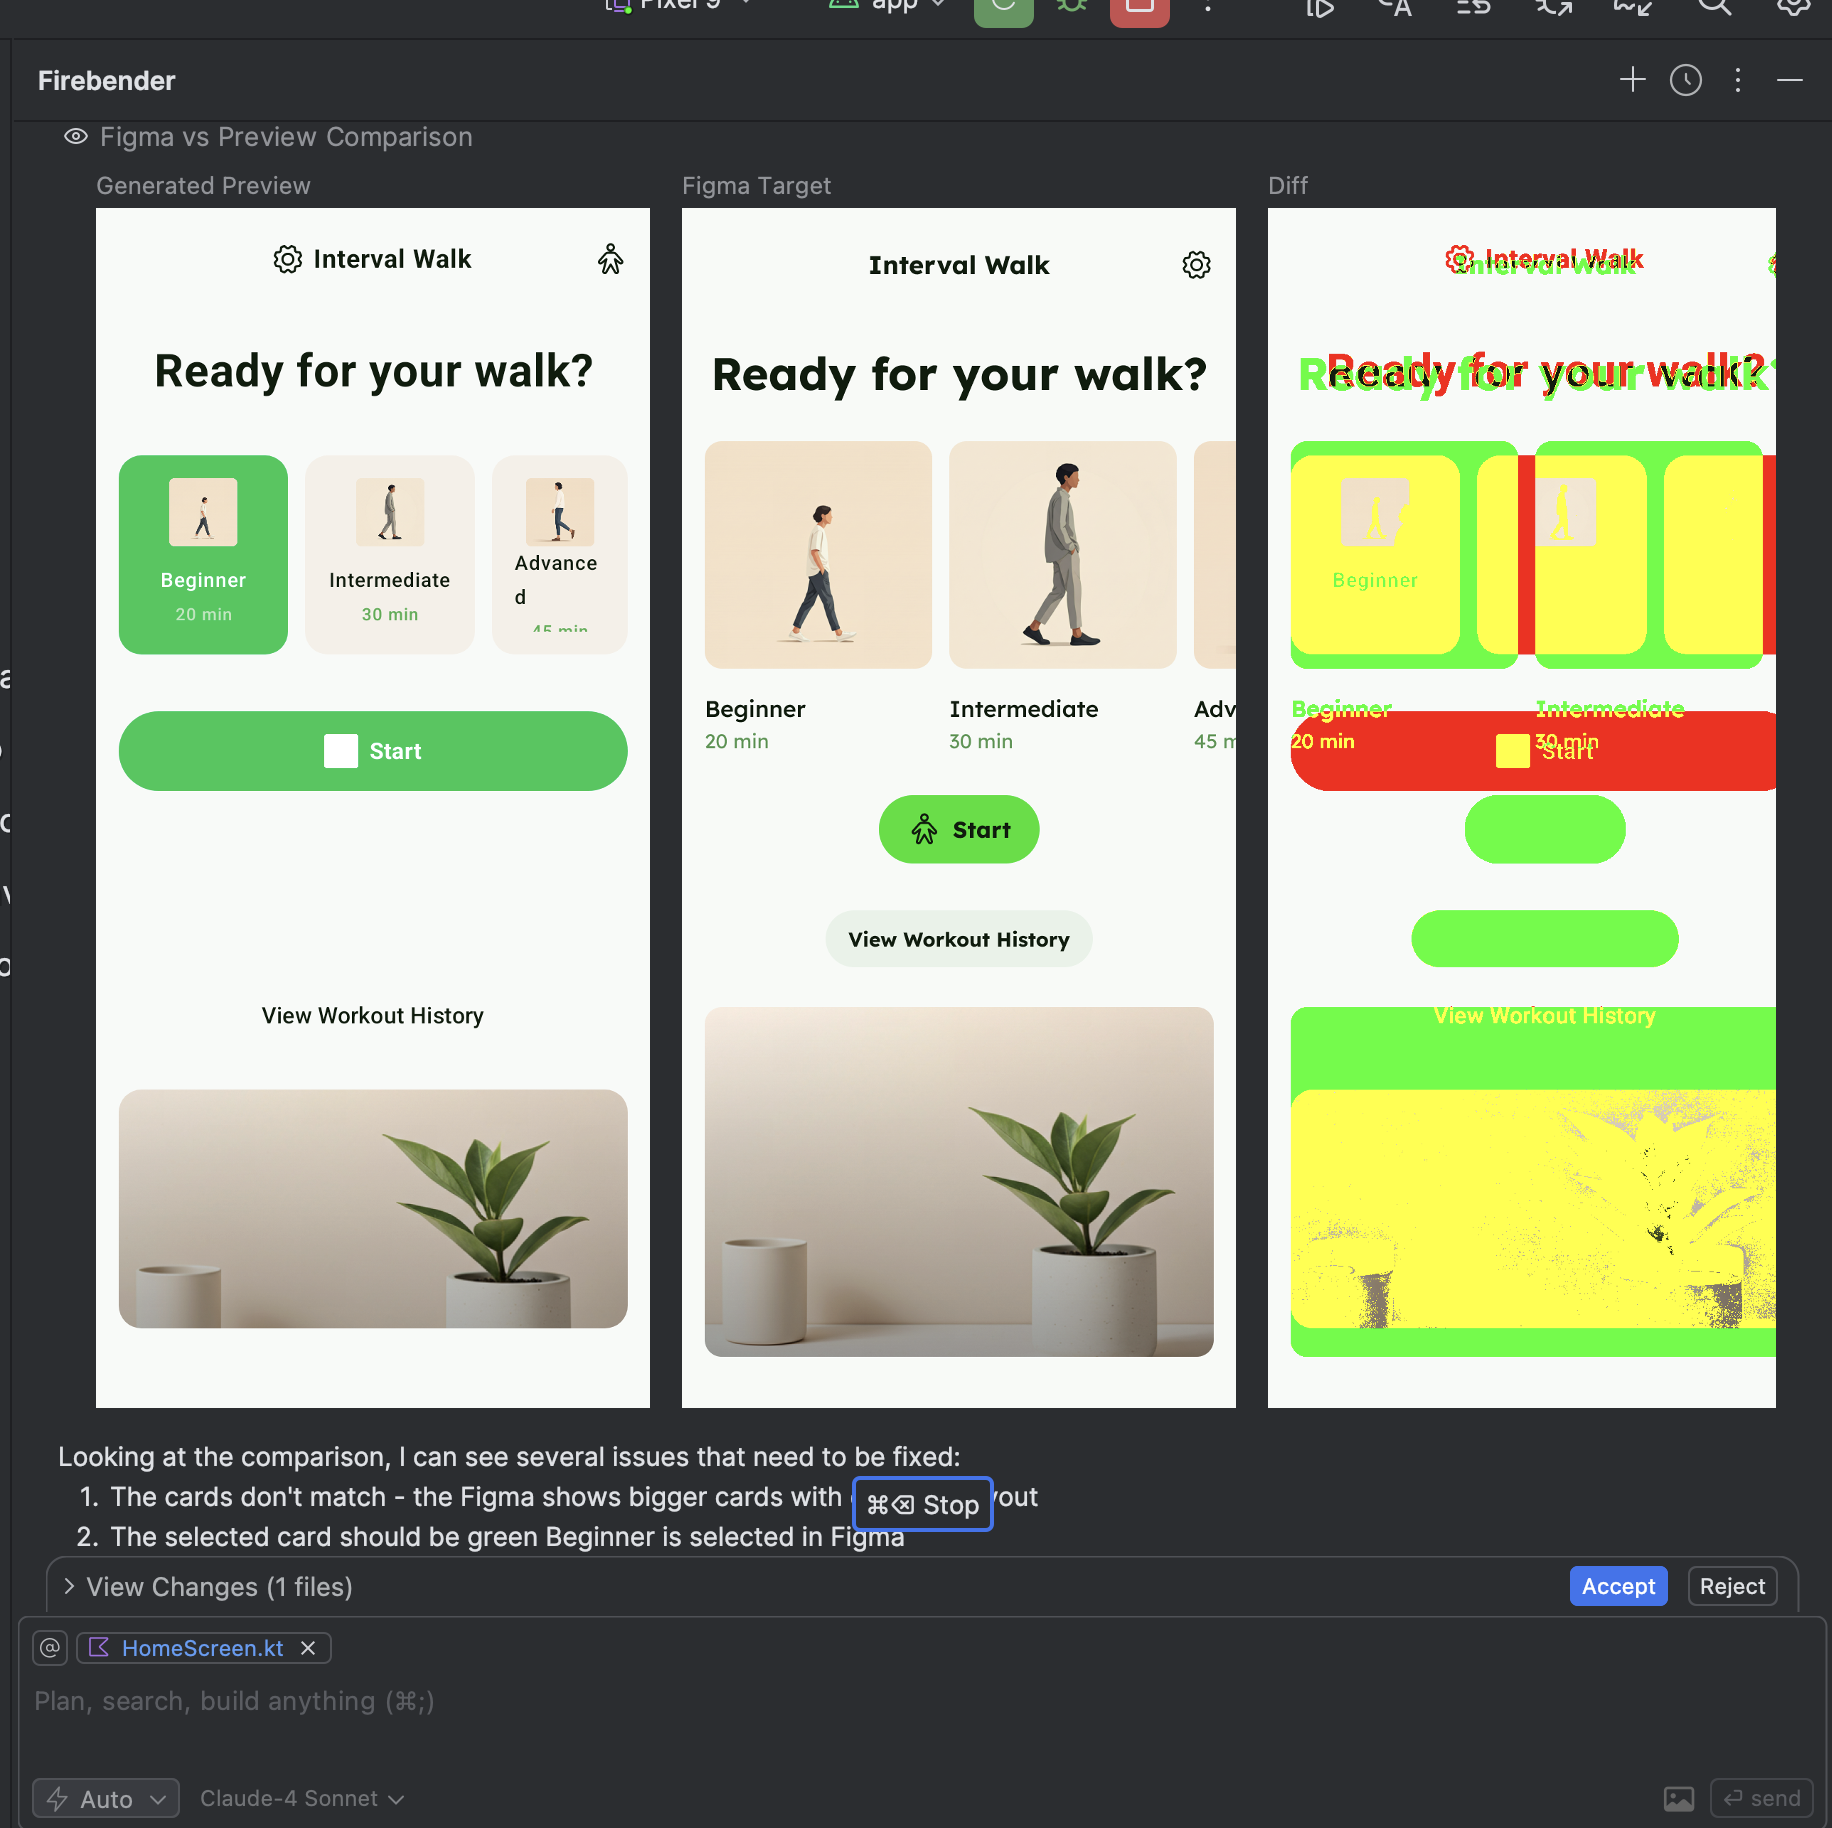 Pixel 9
app
Firebender
Figma vs Preview Comparison
Generated Preview
Figma Target
Diff
Interval Walk
Ready for your walk?
Beginner
20 min
Intermediate
30 min
Advance
d
45 min
Start
View Workout History
Interval Walk
Ready for your walk?
Beginner
20 min
Intermediate
30 min
Adv
45 m
Start
View Workout History
Interval Walk
Interval Walk
Ready for your walk?
Ready for your walk?
Beginner
Beginner
20 min
Intermediate
30 min
Start
View Workout History
Looking at the comparison, I can see several issues that need to be fixed:
1. The cards don't match - the Figma shows bigger cards with
⌘⌫ Stop
2. The selected card should be green Beginner is selected in Figma
View Changes (1 files)
Accept
Reject
@
HomeScreen.kt
Plan, search, build anything (⌘;)
Auto
Claude-4 Sonnet
send